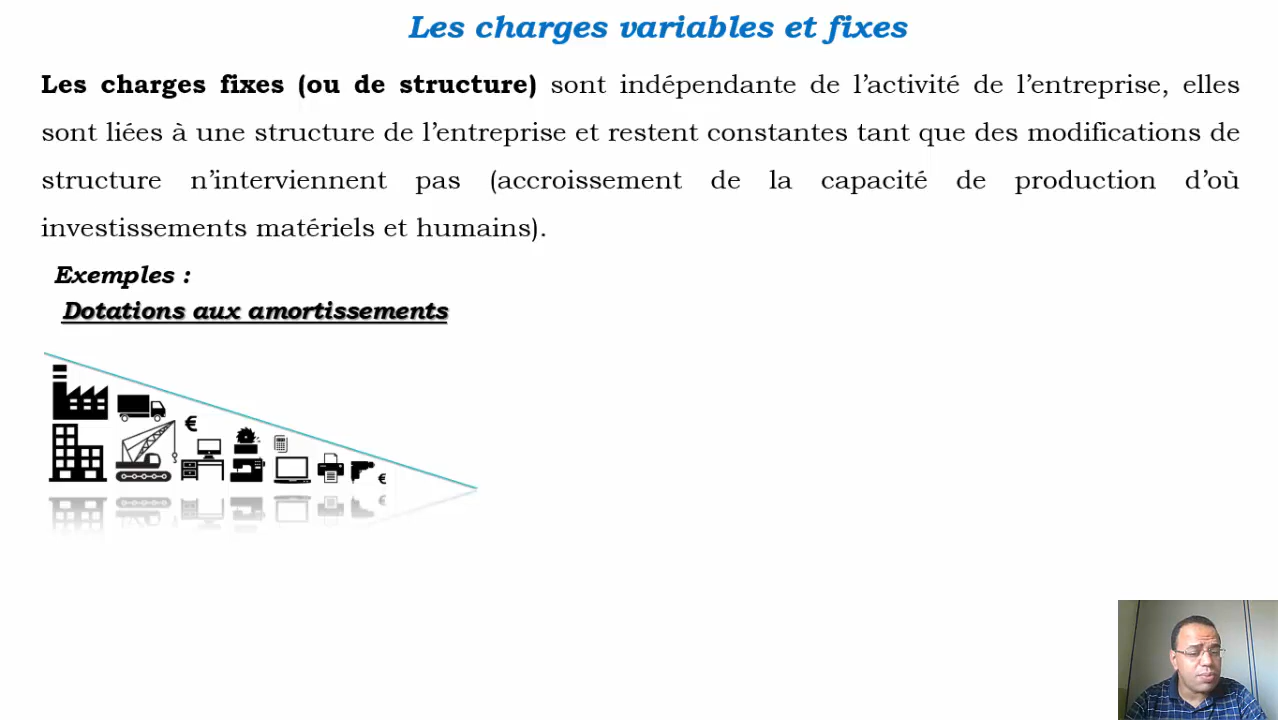 Les charges variables et fixes
Les charges fixes (ou de structure) sont indépendante de l’activité de l’entreprise, elles
sont liées à une structure de l’entreprise et restent constantes tant que des modifications de
structure n’interviennent pas (accroissement de la capacité de production d’où
investissements matériels et humains).
Exemples :
Dotations aux amortissements
€
€